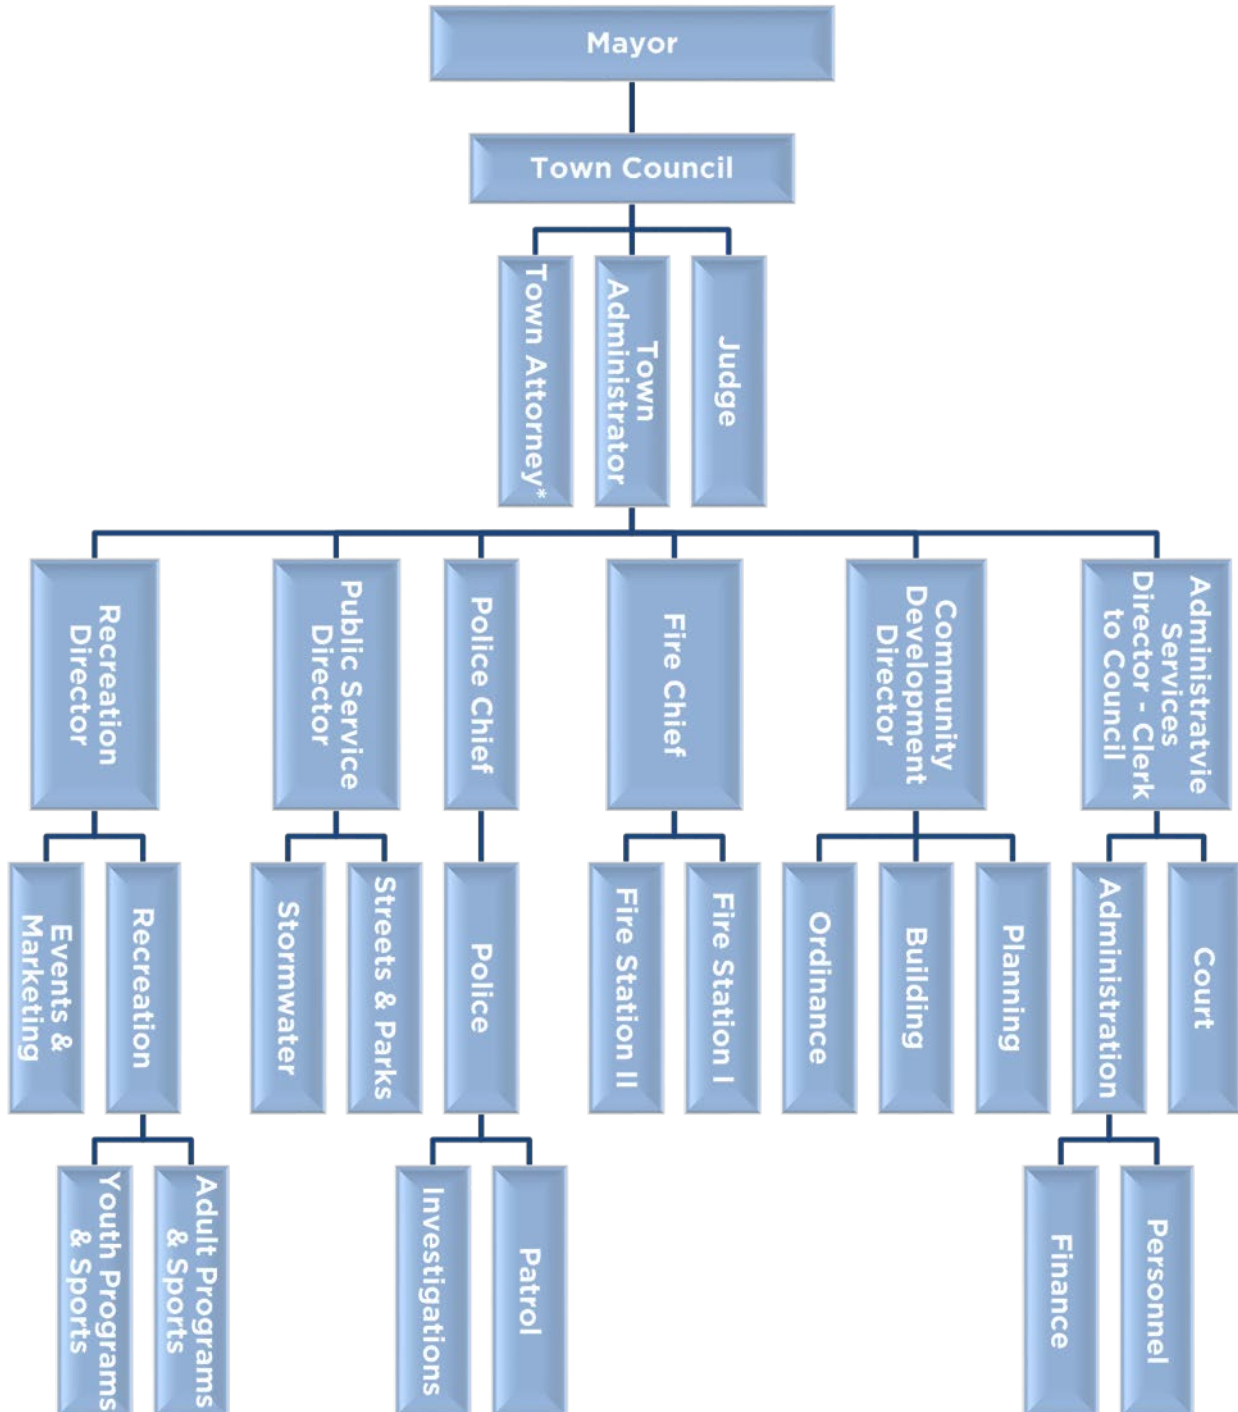 Mayor
Town Council
Town Attorney*
Town
Administrator
Judge
Recreation
Director
Public Service
Director
Police Chief
Fire Chief
Community
Development
Director
Administratvie
Services
Director - Clerk
to Council
Events &
Marketing
Recreation
Stormwater
Streets & Parks
Police
Fire Station II
Fire Station I
Ordinance
Building
Planning
Administration
Court
Youth Programs
& Sports
Adult Programs
& Sports
Investigations
Patrol
Finance
Personnel